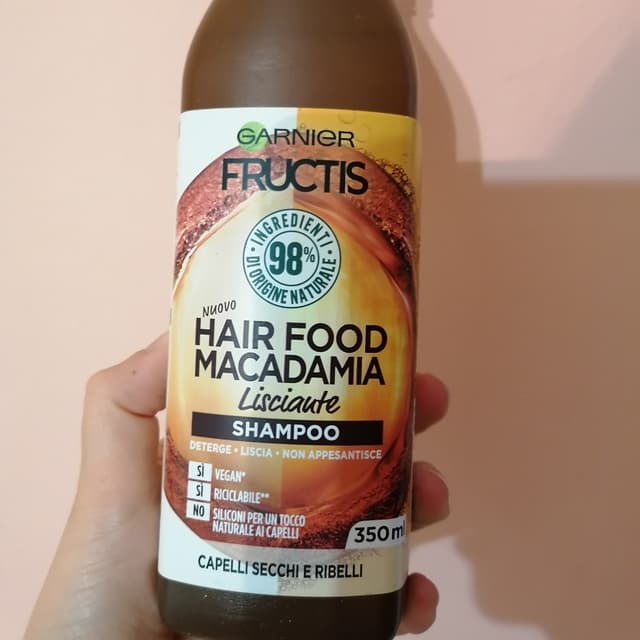 GARNIER
FRUCTIS
INGREDIENTI
98%
DI ORIGINE NATURALE
NUOVO
HAIR FOOD
MACADAMIA
Lisciante
SHAMPOO
DETERGE • LISCIA • NON APPESANTISCE
SÌ VEGAN*
SÌ RICICLABILE**
NO SILICONI PER UN TOCCO
NATURALE AI CAPELLI
350 ml
CAPELLI SECCHI E RIBELLI